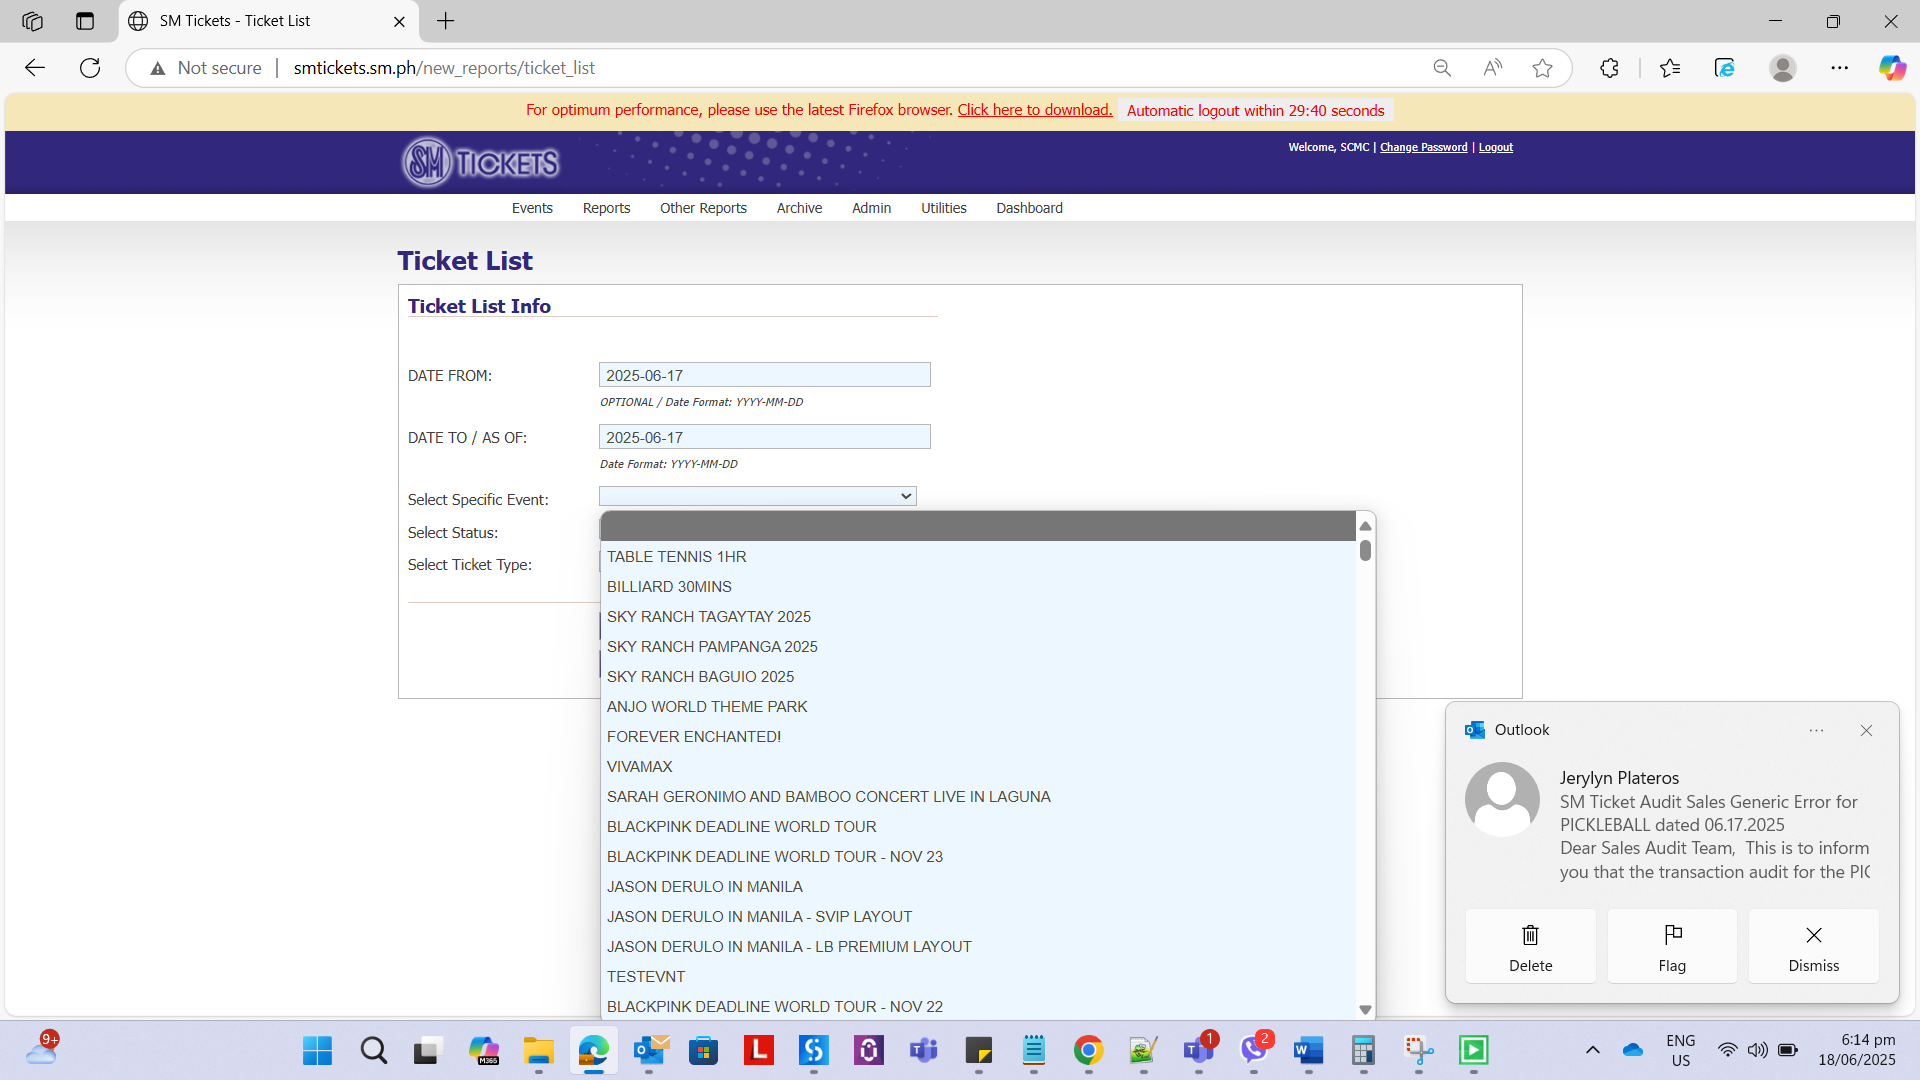 SM Tickets - Ticket List
Not secure
smtickets.sm.ph/new_reports/ticket_list
For optimum performance, please use the latest Firefox browser. Click here to download. Automatic logout within 29:40 seconds
SM TICKETS
Welcome, SCMC | Change Password | Logout
Events Reports Other Reports Archive Admin Utilities Dashboard
Ticket List
Ticket List Info
DATE FROM: 2025-06-17
OPTIONAL / Date Format: YYYY-MM-DD
DATE TO / AS OF: 2025-06-17
Date Format: YYYY-MM-DD
Select Specific Event:
Select Status:
Select Ticket Type:
TABLE TENNIS 1HR
BILLIARD 30MINS
SKY RANCH TAGAYTAY 2025
SKY RANCH PAMPANGA 2025
SKY RANCH BAGUIO 2025
ANJO WORLD THEME PARK
FOREVER ENCHANTED!
VIVAMAX
SARAH GERONIMO AND BAMBOO CONCERT LIVE IN LAGUNA
BLACKPINK DEADLINE WORLD TOUR
BLACKPINK DEADLINE WORLD TOUR - NOV 23
JASON DERULO IN MANILA
JASON DERULO IN MANILA - SVIP LAYOUT
JASON DERULO IN MANILA - LB PREMIUM LAYOUT
TESTEVNT
BLACKPINK DEADLINE WORLD TOUR - NOV 22
Outlook
Jerylyn Plateros
SM Ticket Audit Sales Generic Error for
PICKLEBALL dated 06.17.2025
Dear Sales Audit Team, This is to inform
you that the transaction audit for the PIC
Delete
Flag
Dismiss
9+
M365
1
2
ENG
US
6:14 pm
18/06/2025